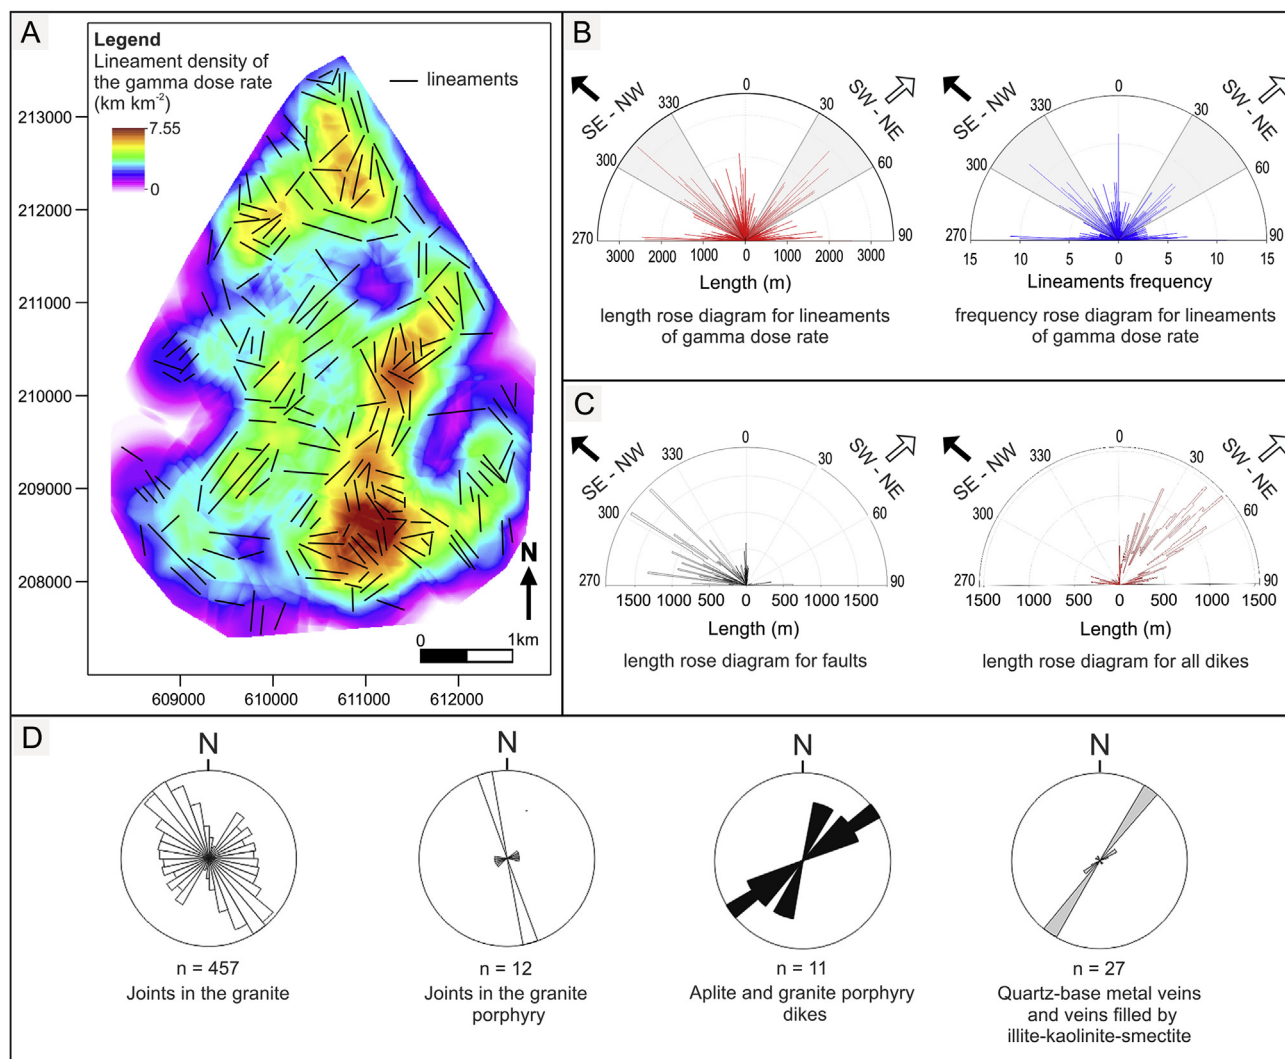 A
Legend
Lineament density of
the gamma dose rate
(km km-2)
7.55
0
lineaments
213000
212000
211000
210000
209000
208000
N
0 1km
609000 610000 611000 612000
B
SE - NW
SW - NE
0
330 30
300 60
270 90
3000 2000 1000 0 1000 2000 3000
Length (m)
length rose diagram for lineaments
of gamma dose rate
SE - NW
SW - NE
0
330 30
300 60
270 90
15 10 5 0 5 10 15
Lineaments frequency
frequency rose diagram for lineaments
of gamma dose rate
C
SE - NW
SW - NE
0
330 30
300 60
270 90
1500 1000 500 0 500 1000 1500
Length (m)
length rose diagram for faults
SE - NW
SW - NE
0
330 30
300 60
270 90
1500 1000 500 0 500 1000 1500
Length (m)
length rose diagram for all dikes
D
N
n = 457
Joints in the granite
N
n = 12
Joints in the granite
porphyry
N
n = 11
Aplite and granite porphyry
dikes
N
n = 27
Quartz-base metal veins
and veins filled by
illite-kaolinite-smectite